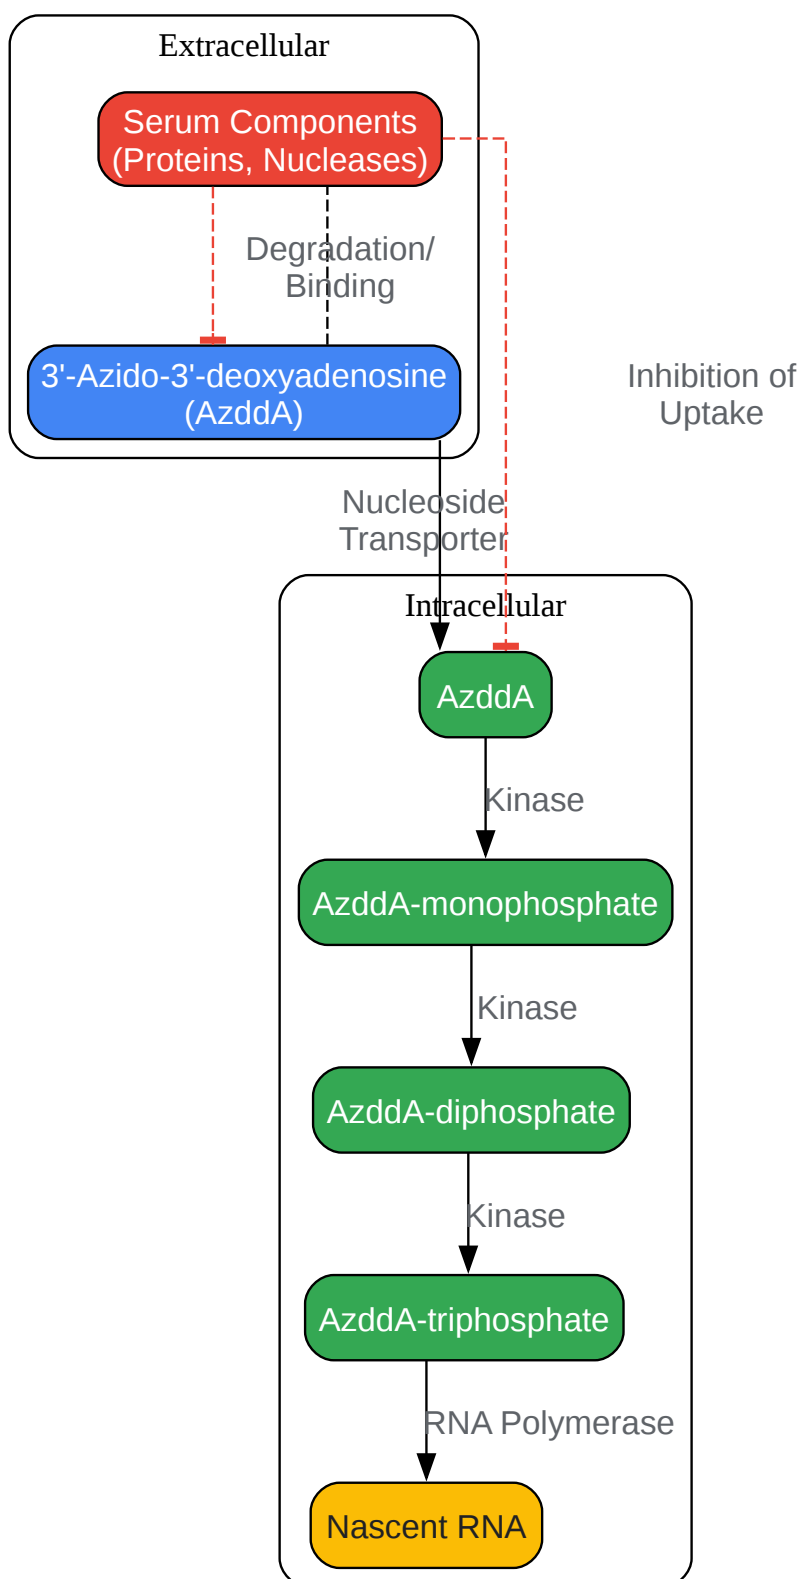 Extracellular
Serum Components
(Proteins, Nucleases)
Degradation/
Binding
3'-Azido-3'-deoxyadenosine
(AzddA)
Inhibition of
Uptake
Nucleoside
Transporter
Intracellular
AzddA
Kinase
AzddA-monophosphate
Kinase
AzddA-diphosphate
Kinase
AzddA-triphosphate
RNA Polymerase
Nascent RNA